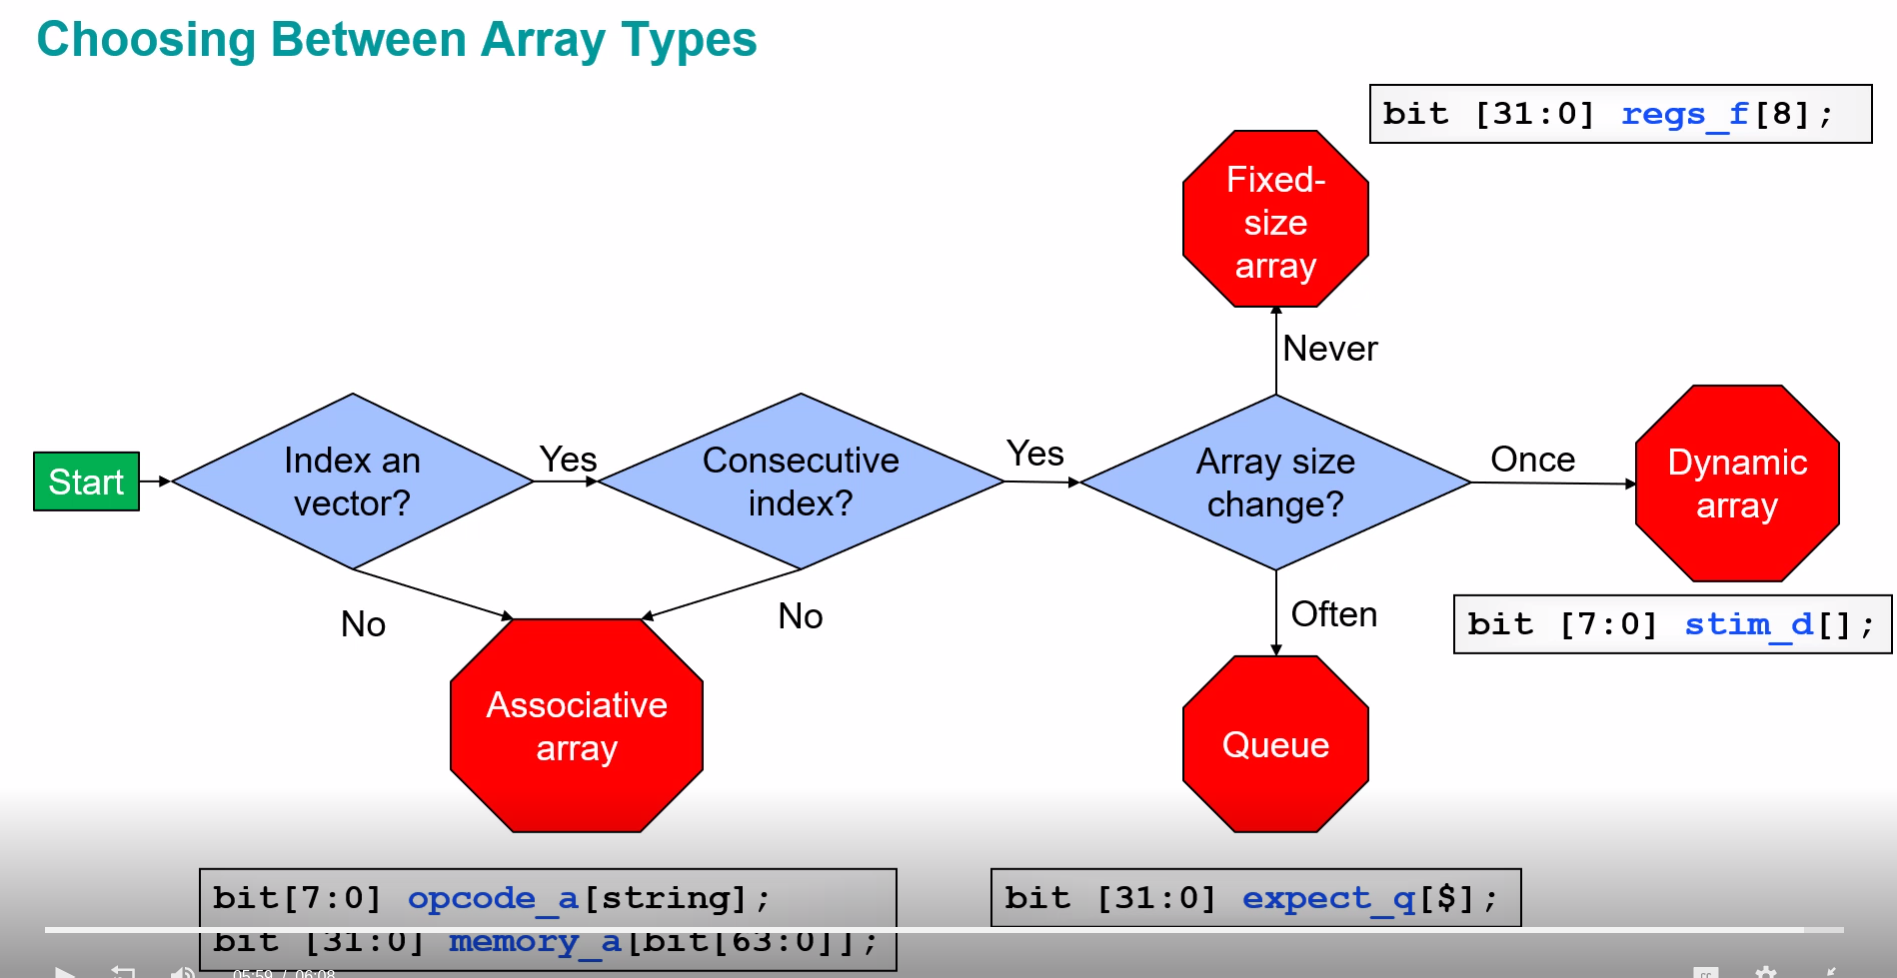 Choosing Between Array Types
bit [31:0] regs_f[8];
Fixed-
size
array
Never
Start
Index an
vector?
Yes
Consecutive
index?
Yes
Array size
change?
Once
Dynamic
array
No
No
Often
bit [7:0] stim_d[];
Associative
array
Queue
bit[7:0] opcode_a[string];
bit [31:0] memory_a[bit[63:0]];
bit [31:0] expect_q[$];
05:59 / 06:08
CC